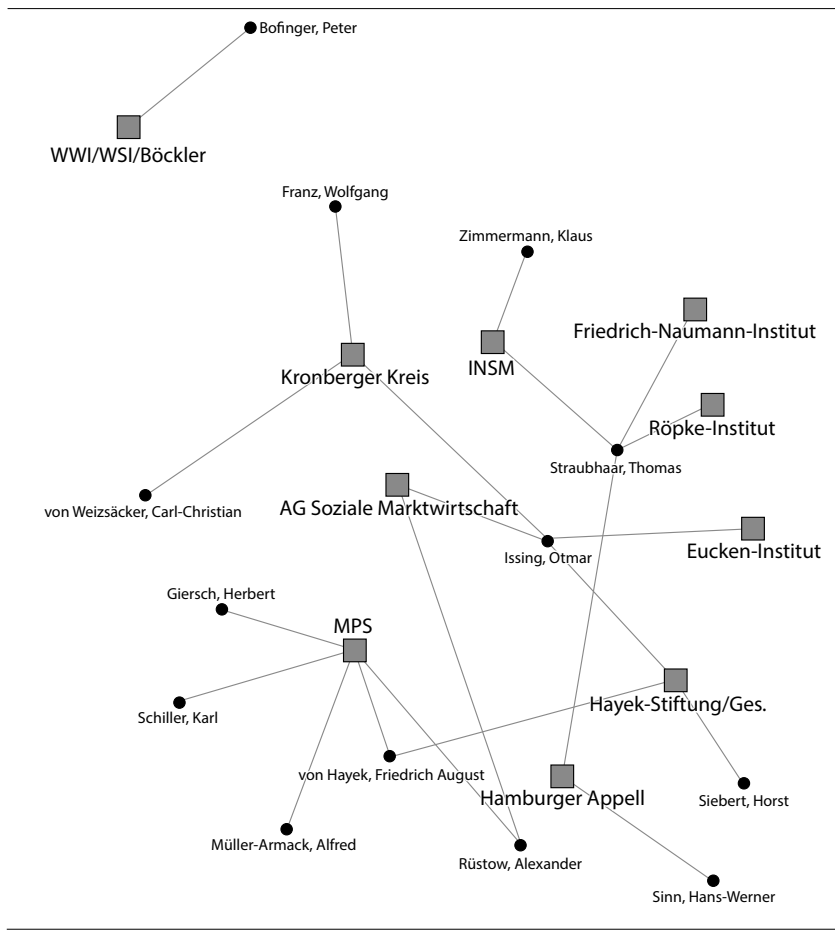 Bofinger, Peter
WWI/WSI/Böckler
Franz, Wolfgang
Zimmermann, Klaus
Friedrich-Naumann-Institut
INSM
Kronberger Kreis
Röpke-Institut
Straubhaar, Thomas
von Weizsäcker, Carl-Christian
AG Soziale Marktwirtschaft
Issing, Otmar
Eucken-Institut
Giersch, Herbert
MPS
Hayek-Stiftung/Ges.
Schiller, Karl
von Hayek, Friedrich August
Hamburger Appell
Siebert, Horst
Müller-Armack, Alfred
Rüstow, Alexander
Sinn, Hans-Werner